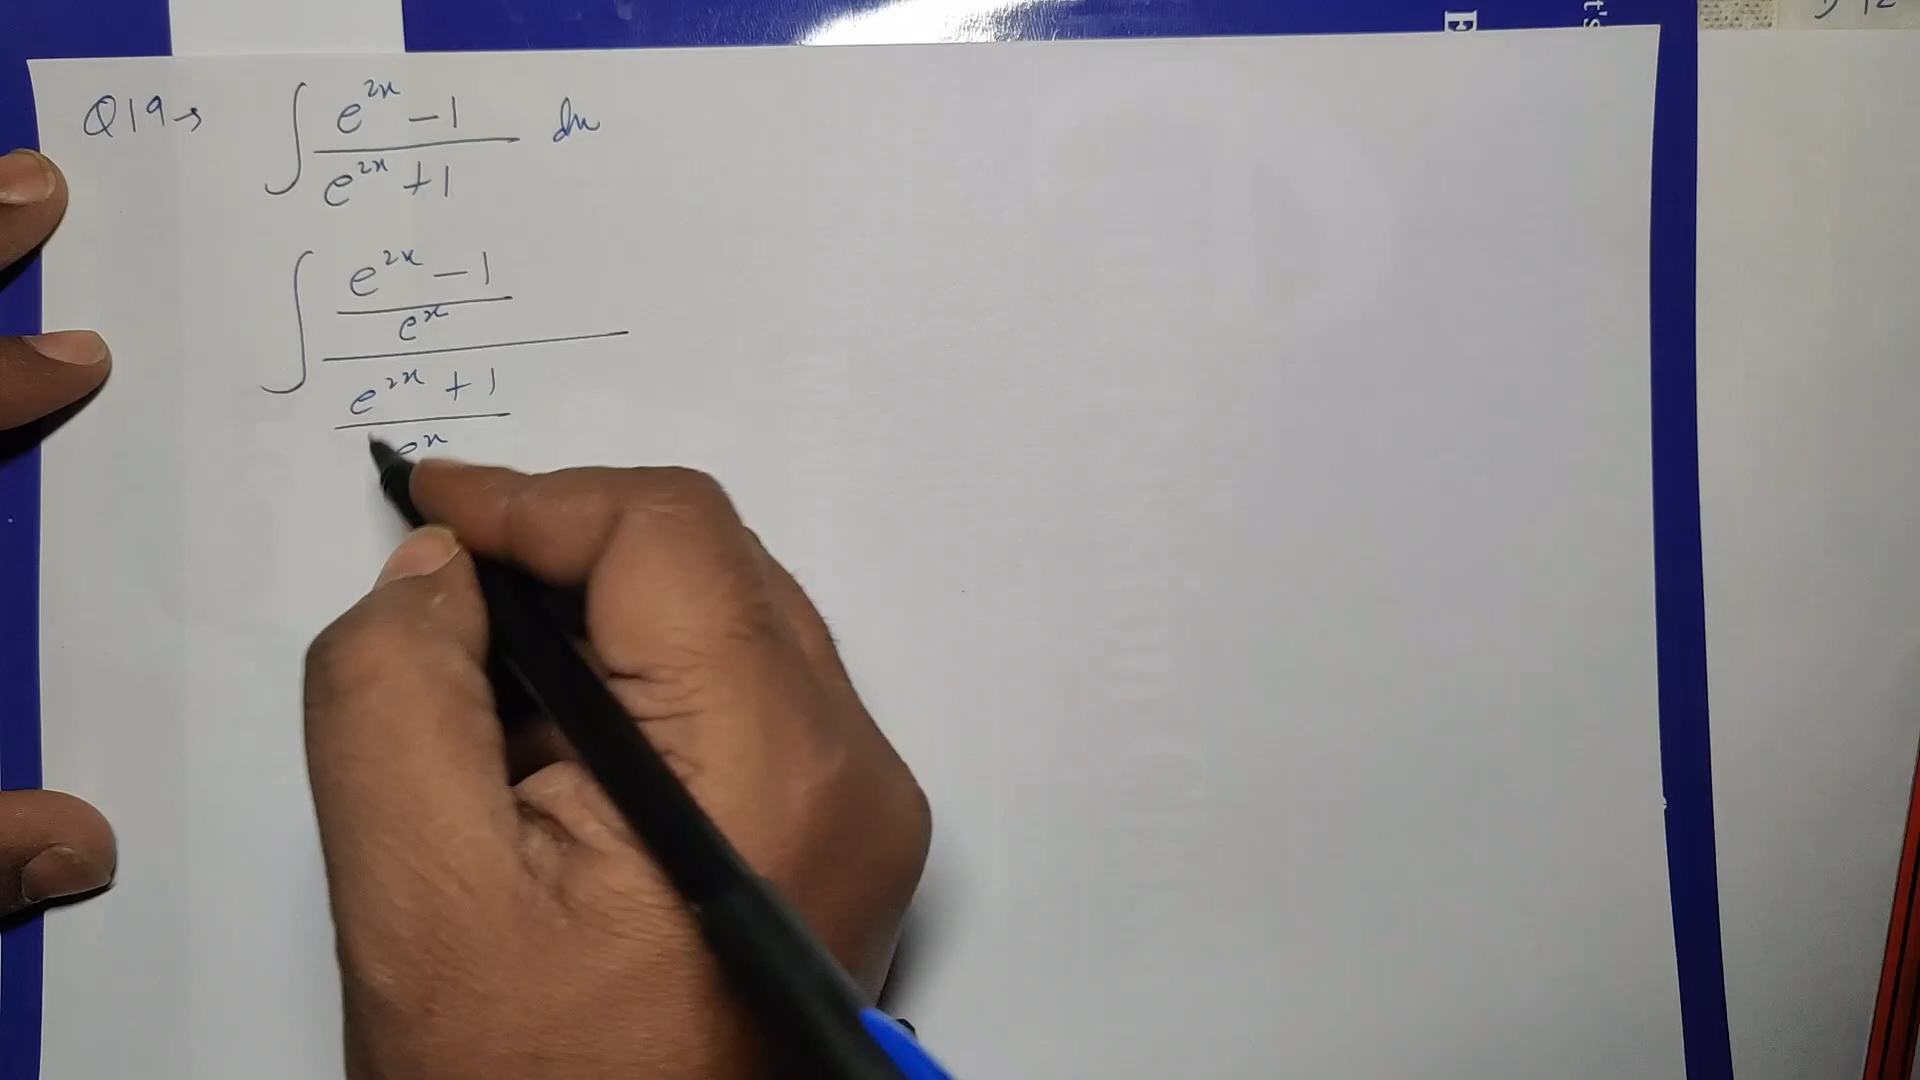 Q19→ ∫ (e^{2x} - 1)/(e^{2x} + 1) dx
∫ ((e^{2x} - 1)/e^x)/((e^{2x} + 1)/e^x)
t's
E